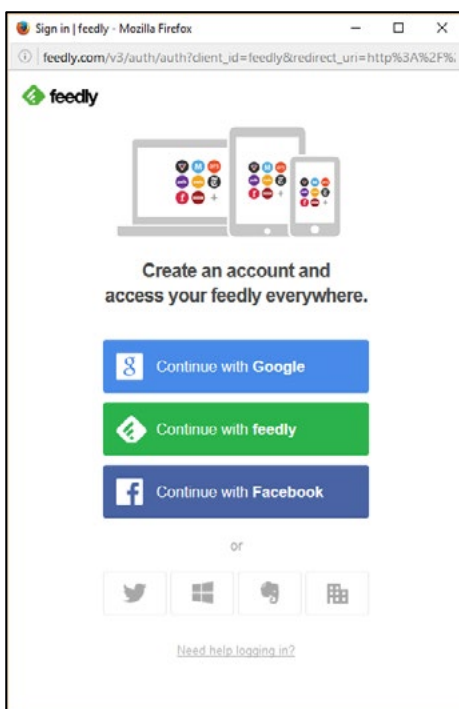 Sign in | feedly - Mozilla Firefox
feedly.com/v3/auth/auth?client_id=feedly&redirect_uri=http%3A%2F%
feedly
Create an account and
access your feedly everywhere.
Continue with Google
Continue with feedly
Continue with Facebook
or
Need help logging in?